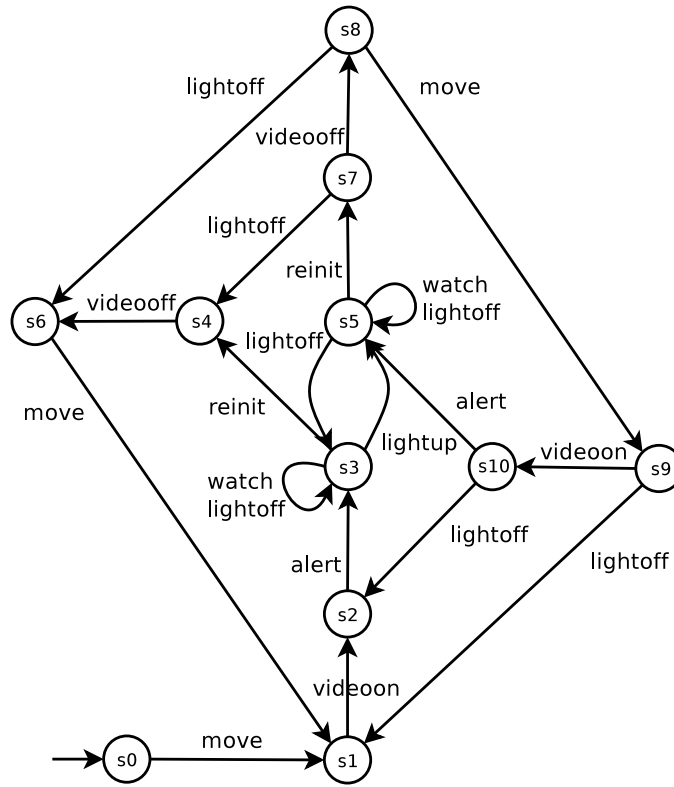 s8
lightoff
move
videooff
s7
lightoff
reinit
watch
lightoff
videooff
s6
s4
lightoff
s5
move
reinit
alert
lightup
videoon
watch
lightoff
s3
s10
s9
lightoff
alert
lightoff
s2
videoon
move
s0
s1